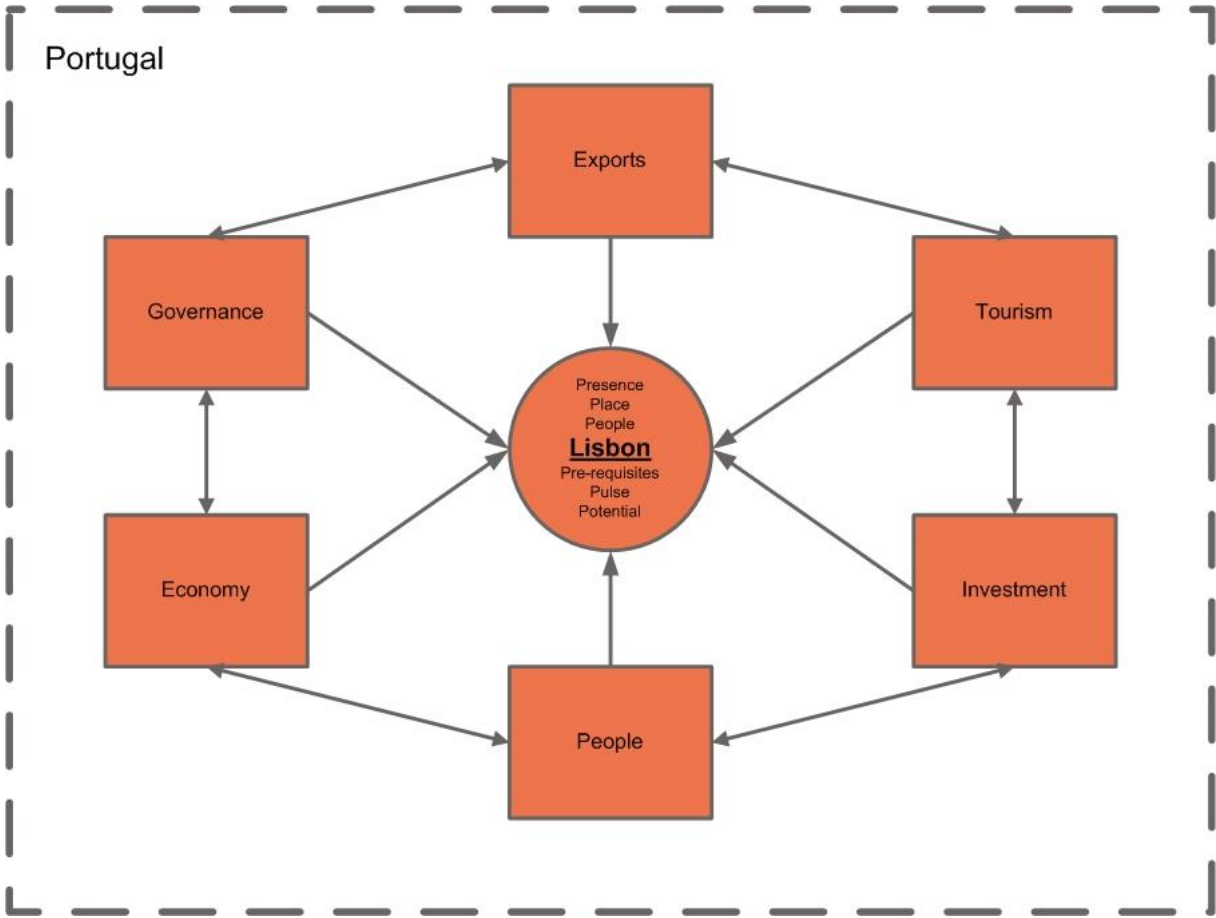 Portugal
Exports
Governance
Tourism
Presence
Place
People
Lisbon
Pre-requisites
Pulse
Potential
Economy
Investment
People